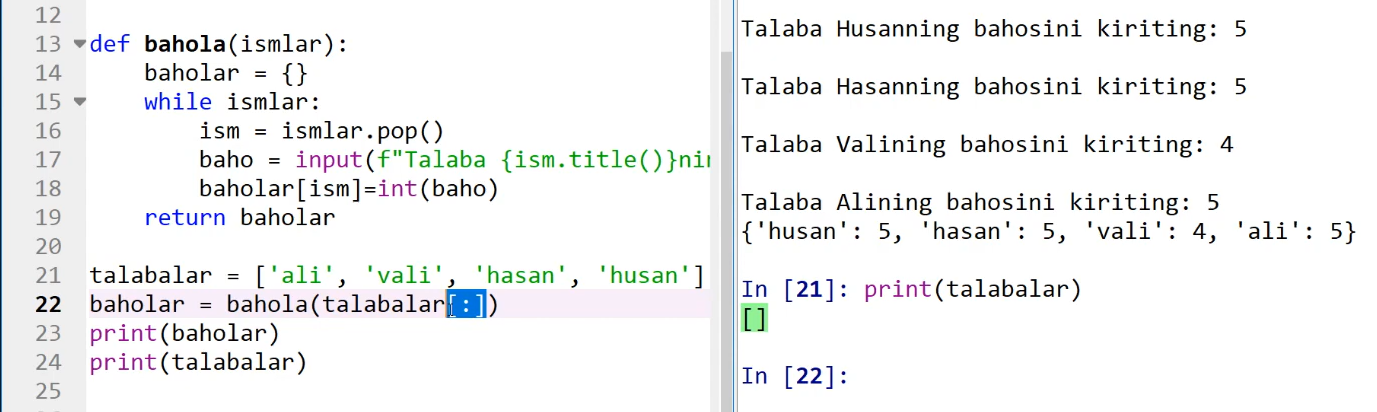 12
13 def bahola(ismlar):
14     baholar = {}
15     while ismlar:
16         ism = ismlar.pop()
17         baho = input(f"Talaba {ism.title()}nin
18         baholar[ism]=int(baho)
19     return baholar
20
21 talabalar = ['ali', 'vali', 'hasan', 'husan']
22 baholar = bahola(talabalar[:])
23 print(baholar)
24 print(talabalar)
25
Talaba Husanning bahosini kiriting: 5
Talaba Hasanning bahosini kiriting: 5
Talaba Valining bahosini kiriting: 4
Talaba Alining bahosini kiriting: 5
{'husan': 5, 'hasan': 5, 'vali': 4, 'ali': 5}
In [21]: print(talabalar)
[]
In [22]: